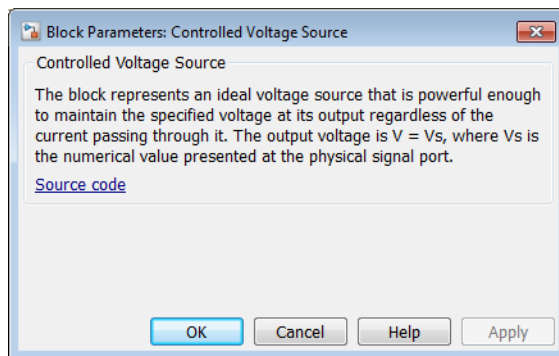 Block Parameters: Controlled Voltage Source
Controlled Voltage Source
The block represents an ideal voltage source that is powerful enough
to maintain the specified voltage at its output regardless of the
current passing through it. The output voltage is V = Vs, where Vs is
the numerical value presented at the physical signal port.
Source code
OK Cancel Help Apply